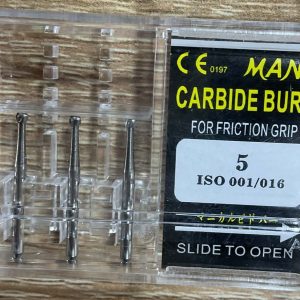 CE 0197 MAN
CARBIDE BUR
FOR FRICTION GRIP
5
ISO 001/016
SLIDE TO OPEN